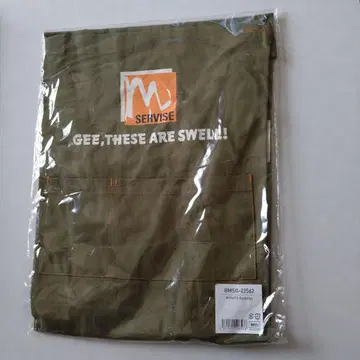 m
SERVISE
GEE, THESE ARE SWELL!